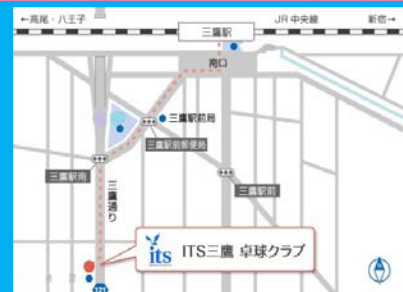 ←高尾・八王子
三鷹駅
JR 中央線
新宿→
南口
三鷹駅前局
三鷹駅前郵便局
三鷹駅南
三鷹駅前
三鷹通り
its
ITS三鷹 卓球クラブ
121